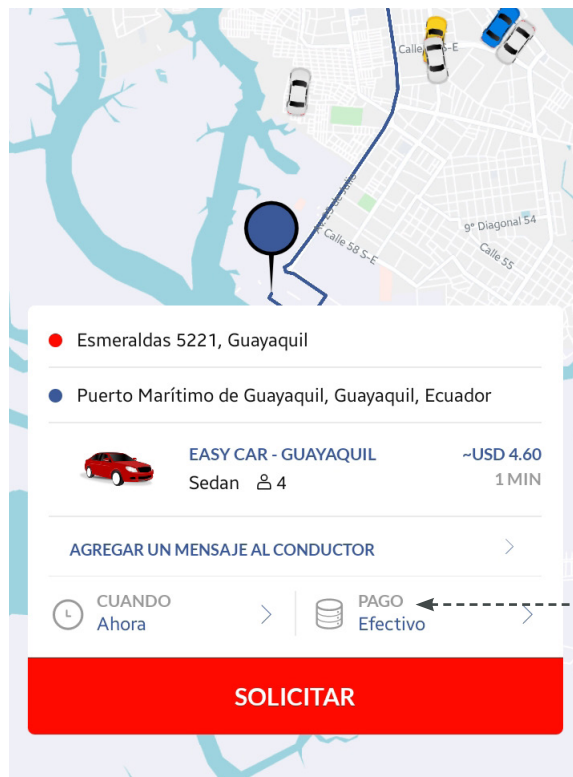 Calle S-E
Av. 25 de Julio
Calle 58 S-E
9° Diagonal 54
Calle 55
Esmeraldas 5221, Guayaquil
Puerto Marítimo de Guayaquil, Guayaquil, Ecuador
EASY CAR - GUAYAQUIL
~USD 4.60
Sedan 4
1 MIN
AGREGAR UN MENSAJE AL CONDUCTOR
CUANDO
Ahora
PAGO
Efectivo
SOLICITAR